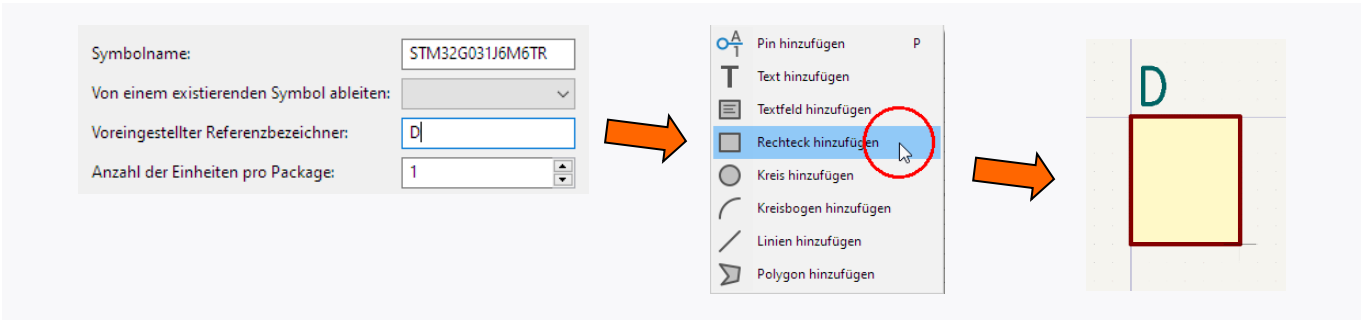 Symbolname: STM32G031J6M6TR
Von einem existierenden Symbol ableiten:
Voreingestellter Referenzbezeichner: D
Anzahl der Einheiten pro Package: 1
A
1
Pin hinzufügen P
T Text hinzufügen
Textfeld hinzufügen
Rechteck hinzufügen
Kreis hinzufügen
Kreisbogen hinzufügen
Linien hinzufügen
Polygon hinzufügen
D